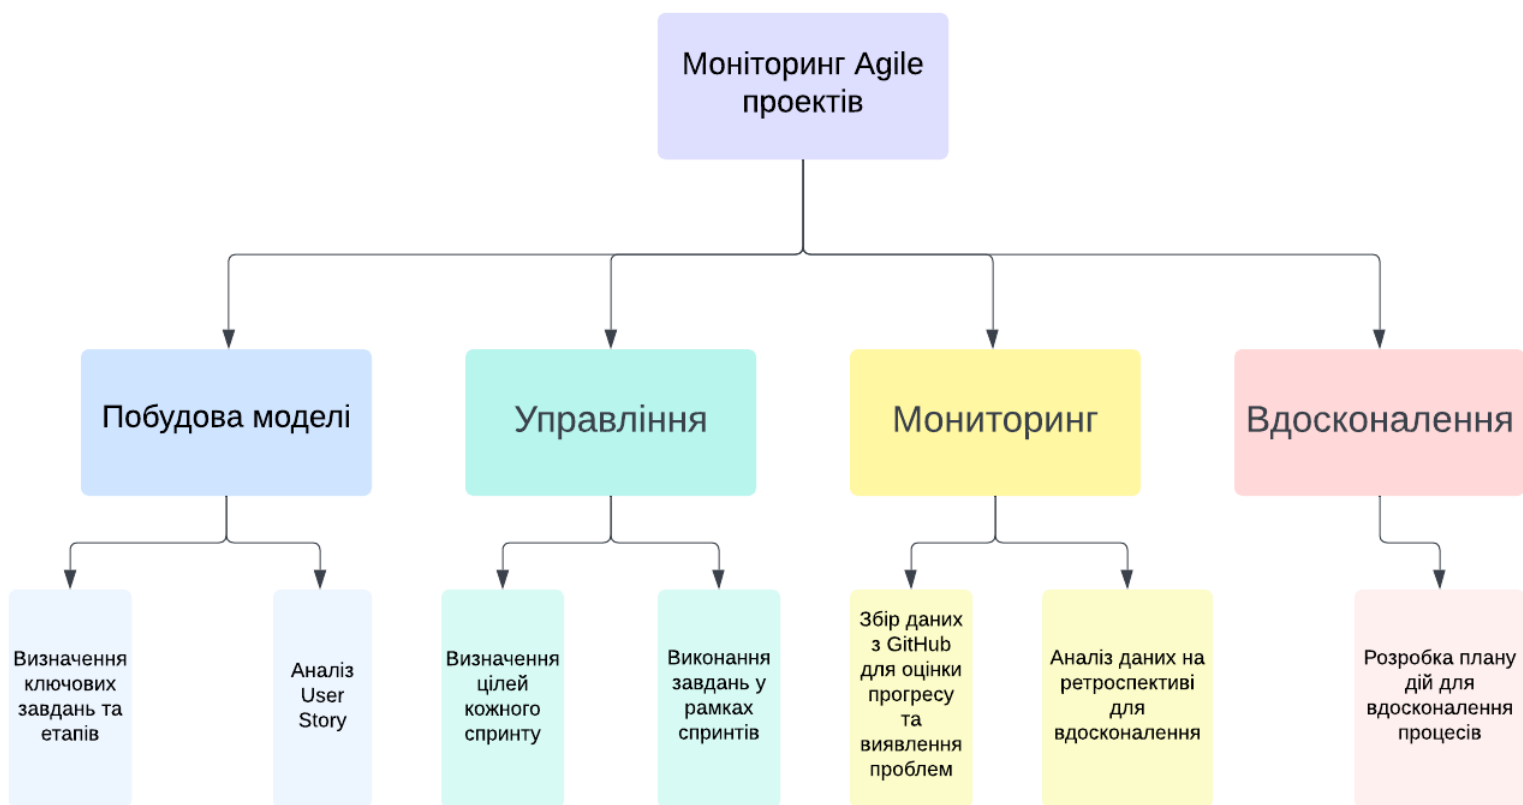 Моніторинг Agile
проектів
Побудова моделі
Управління
Мониторинг
Вдосконалення
Визначення
ключових
завдань та
етапів
Аналіз
User
Story
Визначення
цілей
кожного
спринту
Виконання
завдань у
рамках
спринтів
Збір даних
з GitHub
для оцінки
прогресу
та
виявлення
проблем
Аналіз даних на
ретроспективі
для
вдосконалення
Розробка плану
дій для
вдосконалення
процесів